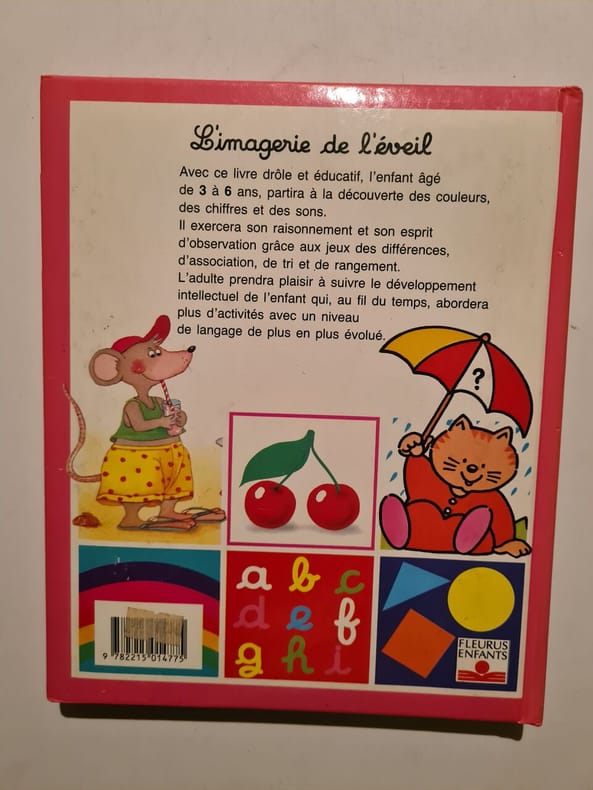 L'imagerie de l'éveil
Avec ce livre drôle et éducatif, l'enfant âgé
de 3 à 6 ans, partira à la découverte des couleurs,
des chiffres et des sons.
Il exercera son raisonnement et son esprit
d'observation grâce aux jeux des différences,
d'association, de tri et de rangement.
L'adulte prendra plaisir à suivre le développement
intellectuel de l'enfant qui, au fil du temps, abordera
plus d'activités avec un niveau
de langage de plus en plus évolué.
?
a b c
d e f
g h i
FLEURUS
ENFANTS
9 782215 014775